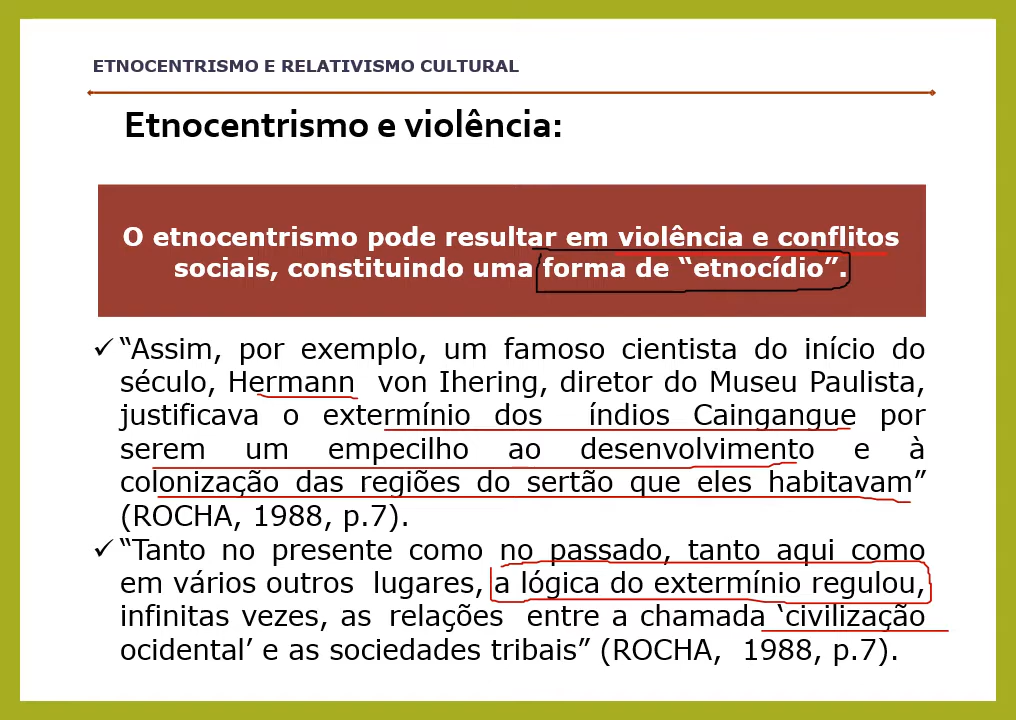 ETNOCENTRISMO E RELATIVISMO CULTURAL
Etnocentrismo e violência:
O etnocentrismo pode resultar em violência e conflitos
sociais, constituindo uma forma de “etnocídio”.
✓ “Assim, por exemplo, um famoso cientista do início do
século, Hermann von Ihering, diretor do Museu Paulista,
justificava o extermínio dos índios Caingangue por
serem um empecilho ao desenvolvimento e à
colonização das regiões do sertão que eles habitavam”
(ROCHA, 1988, p.7).
✓ “Tanto no presente como no passado, tanto aqui como
em vários outros lugares, a lógica do extermínio regulou,
infinitas vezes, as relações entre a chamada ‘civilização
ocidental’ e as sociedades tribais” (ROCHA, 1988, p.7).